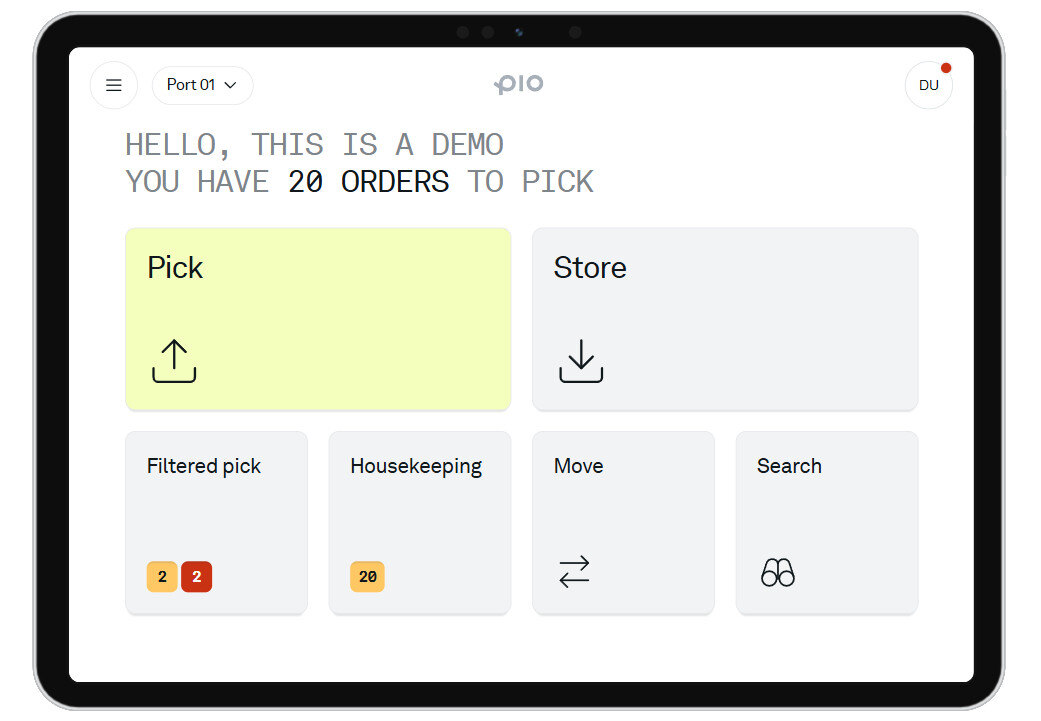 Port 01
pio
DU
HELLO, THIS IS A DEMO
YOU HAVE 20 ORDERS TO PICK
Pick
Store
Filtered pick
2 2
Housekeeping
20
Move
Search